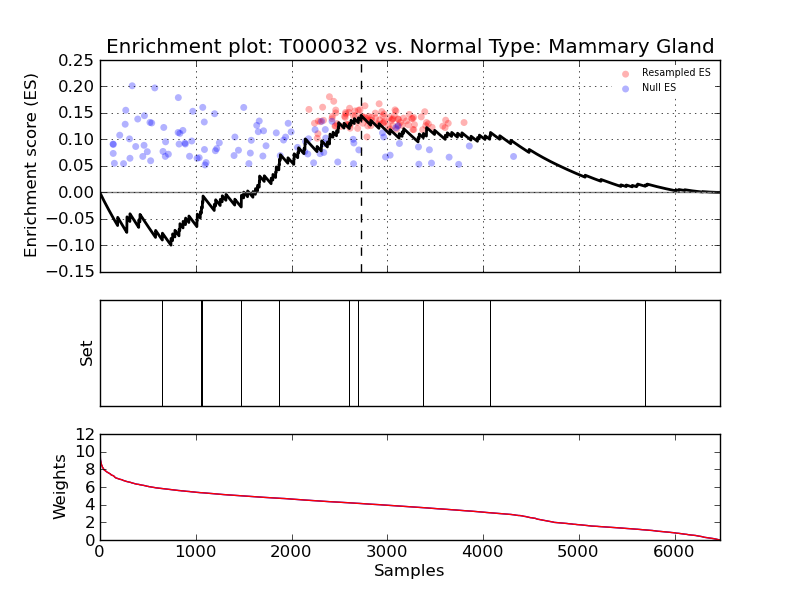 Enrichment plot: T000032 vs. Normal Type: Mammary Gland
Enrichment score (ES)
0.25
0.20
0.15
0.10
0.05
0.00
−0.05
−0.10
−0.15
Resampled ES
Null ES
Set
Weights
12
10
8
6
4
2
0
0 1000 2000 3000 4000 5000 6000
Samples